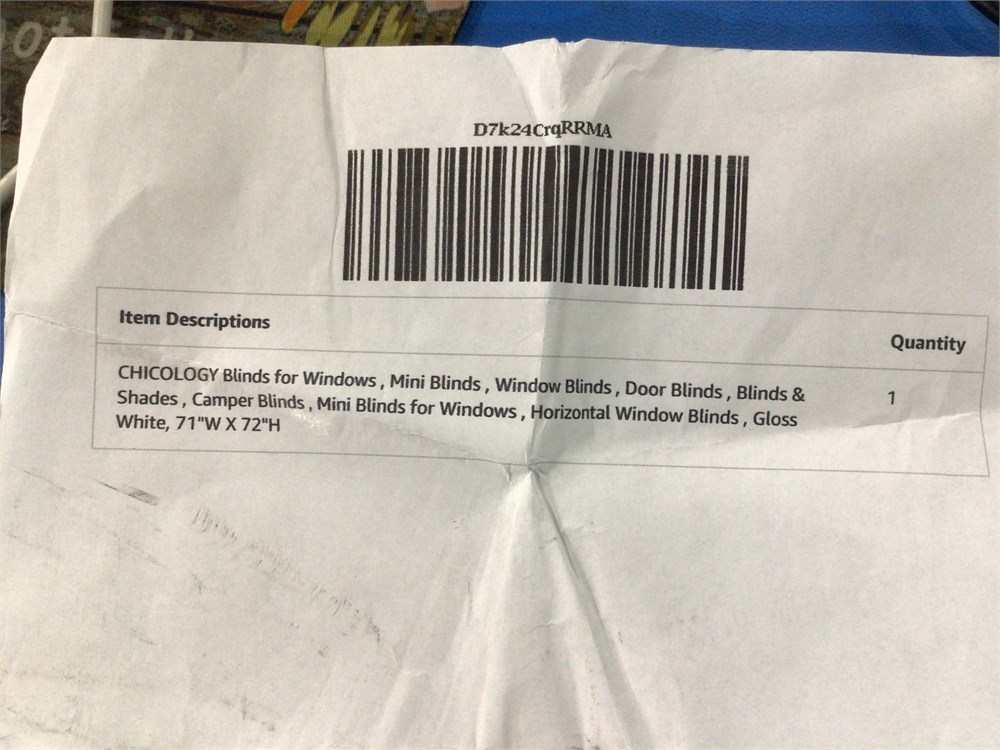 D7k24CrqRRMA
Item Descriptions
Quantity
CHICOLOGY Blinds for Windows , Mini Blinds , Window Blinds , Door Blinds , Blinds &
Shades , Camper Blinds , Mini Blinds for Windows , Horizontal Window Blinds , Gloss
White, 71"W X 72"H
1